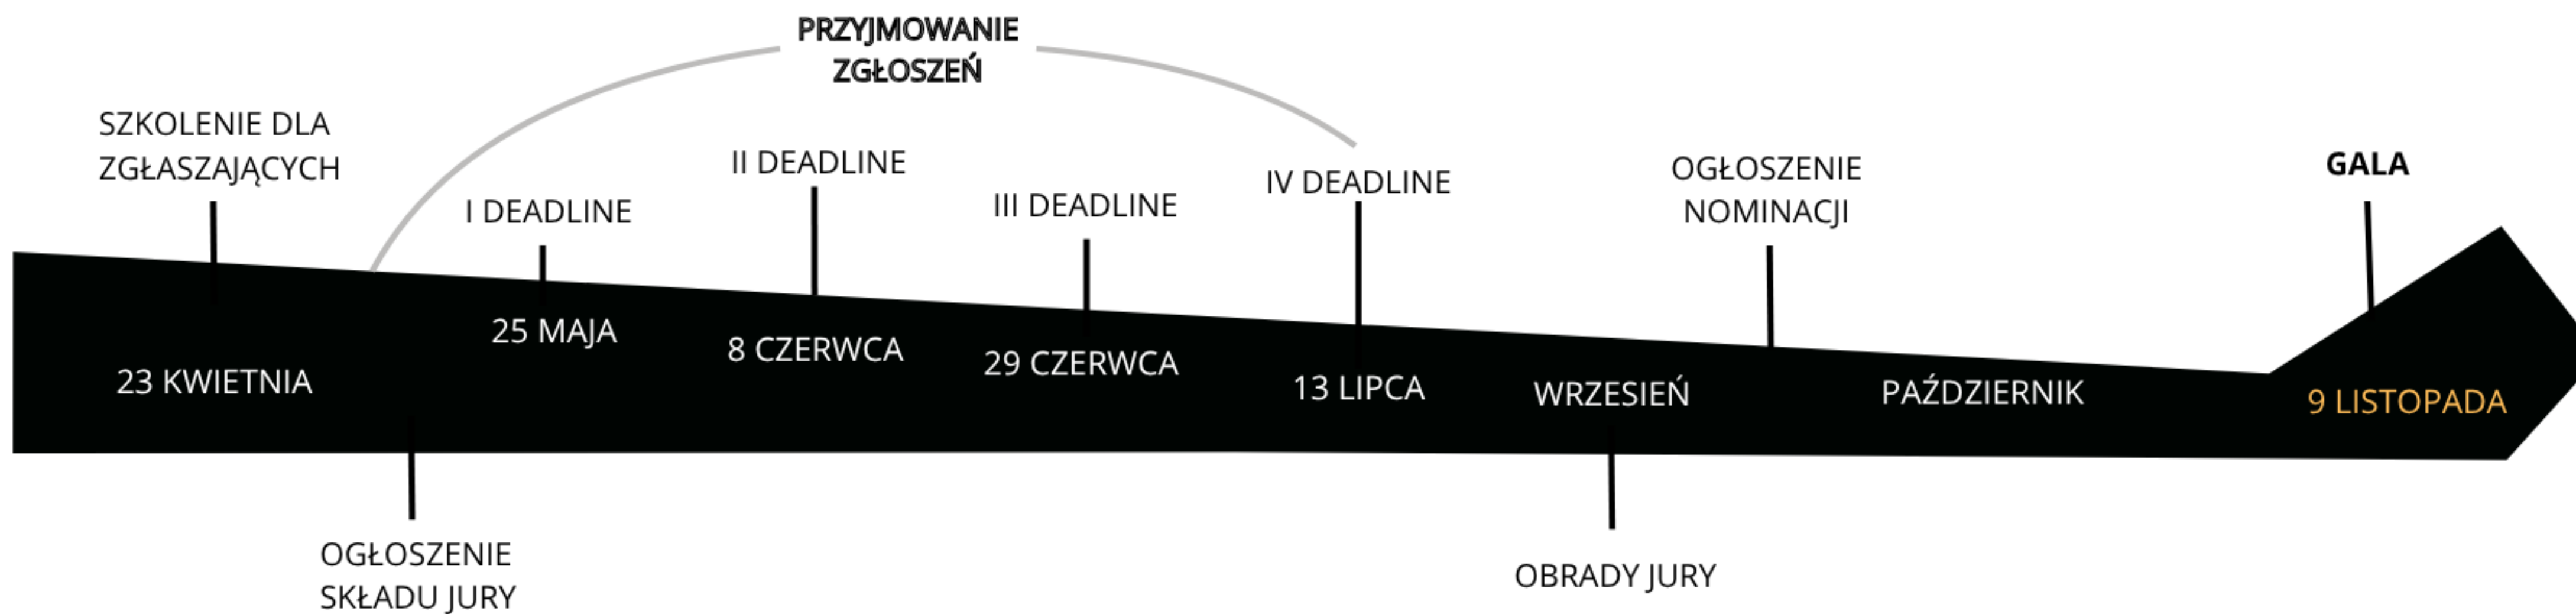 PRZYJMOWANIE
ZGŁOSZEŃ
SZKOLENIE DLA
ZGŁASZAJĄCYCH
I DEADLINE
II DEADLINE
III DEADLINE
IV DEADLINE
OGŁOSZENIE
NOMINACJI
GALA
23 KWIETNIA
25 MAJA
8 CZERWCA
29 CZERWCA
13 LIPCA
WRZESIEŃ
PAŹDZIERNIK
9 LISTOPADA
OGŁOSZENIE
SKŁADU JURY
OBRADY JURY